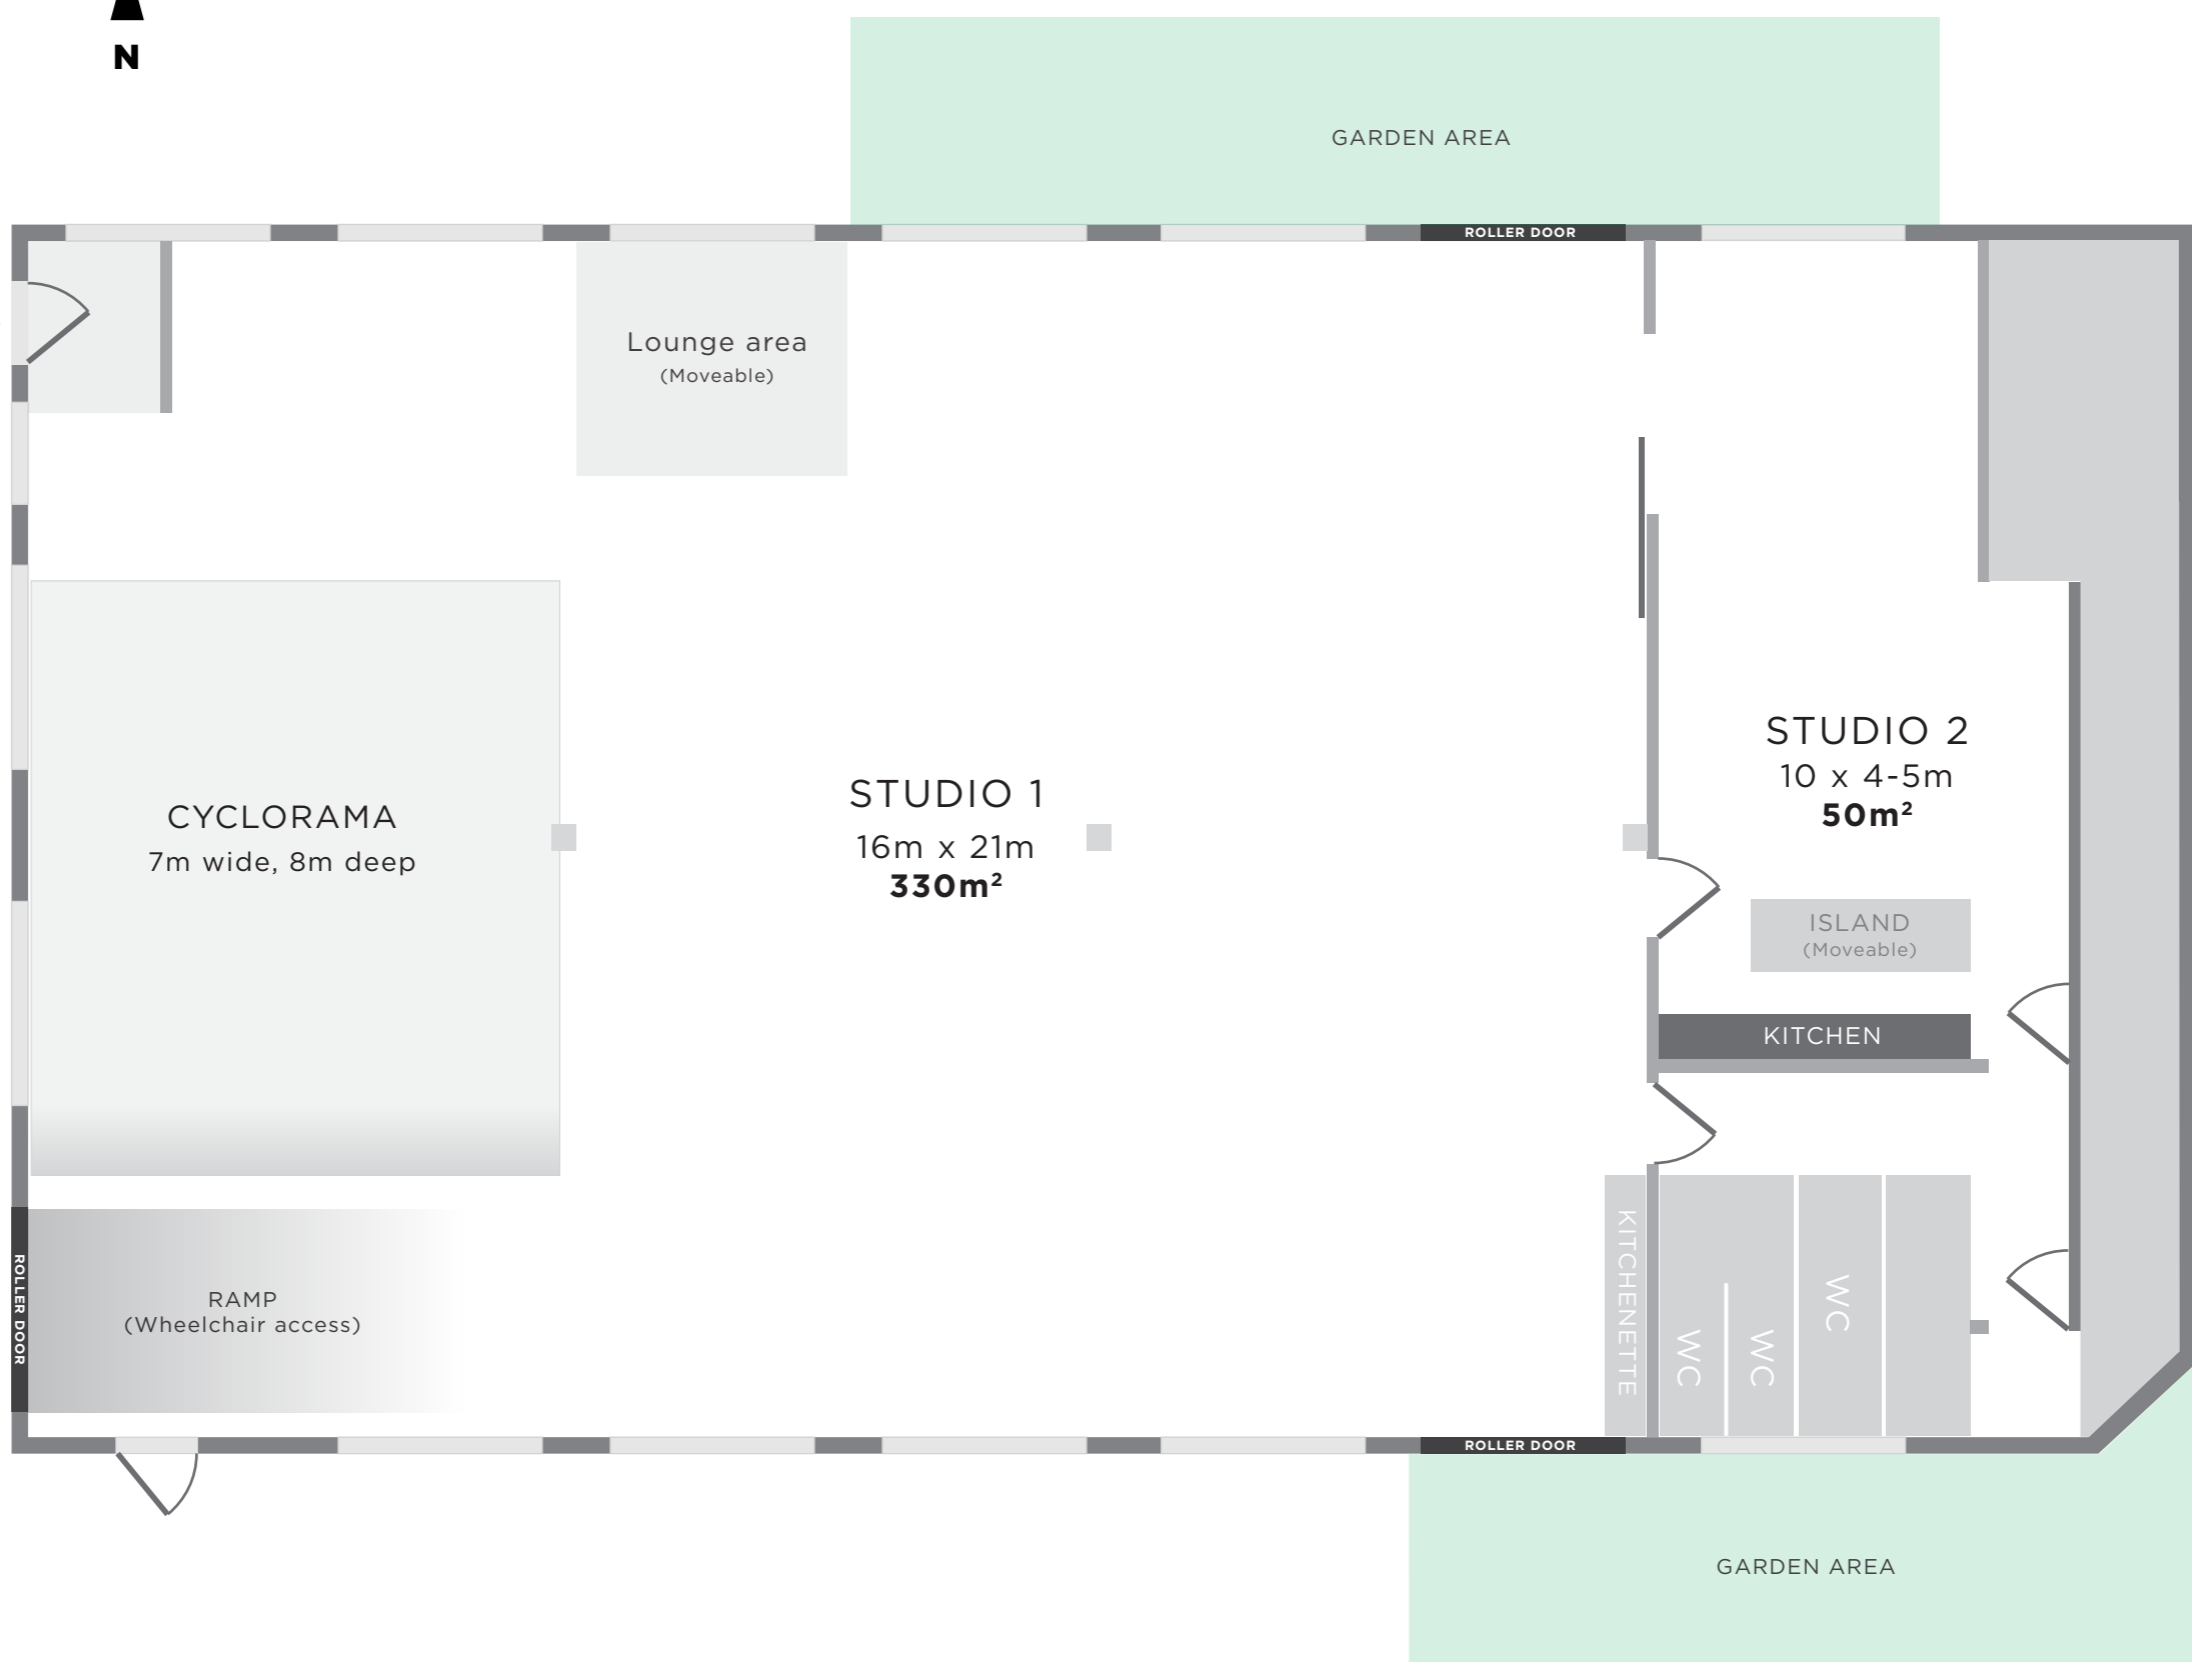 N
GARDEN AREA
ROLLER DOOR
Lounge area
(Moveable)
STUDIO 1
16m x 21m
330m²
CYCLORAMA
7m wide, 8m deep
STUDIO 2
10 x 4-5m
50m²
ISLAND
(Moveable)
KITCHEN
ROLLER DOOR
RAMP
(Wheelchair access)
KITCHENETTE
WC
WC
WC
ROLLER DOOR
GARDEN AREA